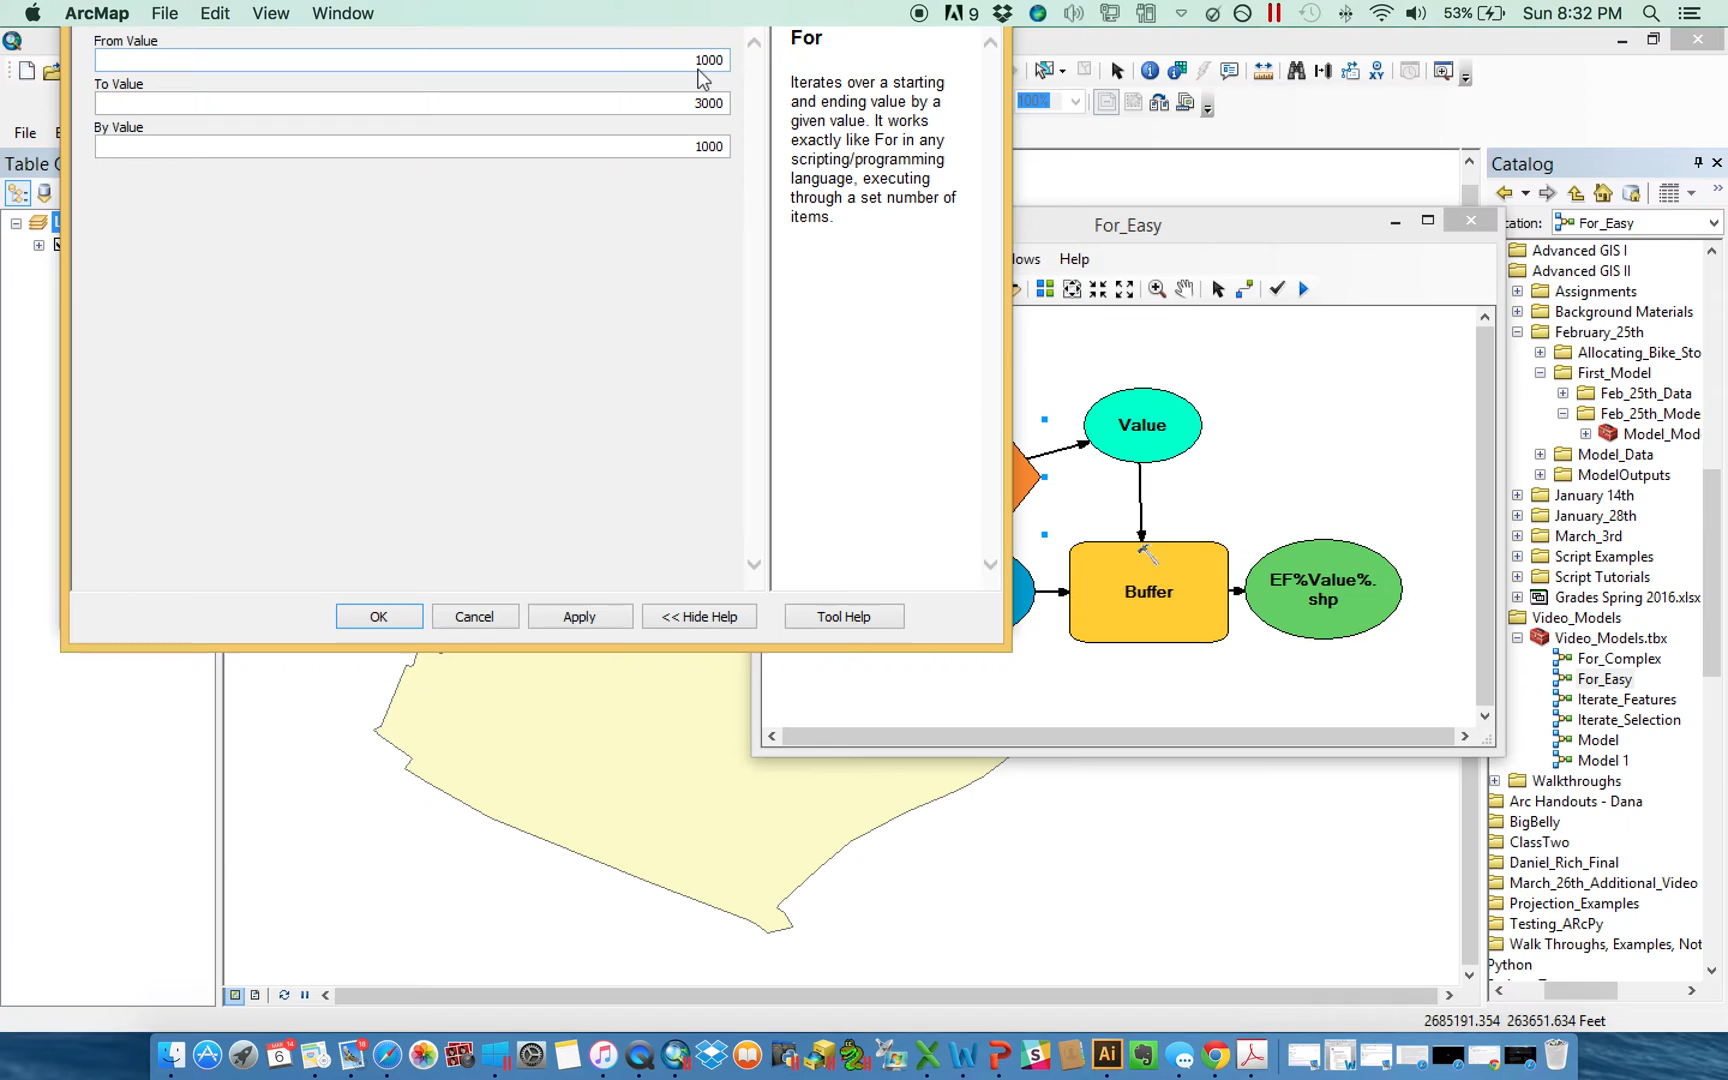 ArcMap File Edit View Window
9 53% Sun 8:32 PM
From Value
1000
To Value
3000
By Value
1000
For
Iterates over a starting
and ending value by a
given value. It works
exactly like For in any
scripting/programming
language, executing
through a set number of
items.
OK Cancel Apply << Hide Help Tool Help
File
Table
100%
For_Easy
Help
Value
Buffer
EF%Value%.
shp
Catalog
For_Easy
Advanced GIS I
Advanced GIS II
Assignments
Background Materials
February_25th
Allocating_Bike_Sto
First_Model
Feb_25th_Data
Feb_25th_Mode
Model_Mod
Model_Data
ModelOutputs
January 14th
January_28th
March_3rd
Script Examples
Script Tutorials
Grades Spring 2016.xlsx
Video_Models
Video_Models.tbx
For_Complex
For_Easy
Iterate_Features
Iterate_Selection
Model
Model 1
Walkthroughs
Arc Handouts - Dana
BigBelly
ClassTwo
Daniel_Rich_Final
March_26th_Additional_Video
Projection_Examples
Testing_ARcPy
Walk Throughs, Examples, Not
Python
2685191.354 263651.634 Feet